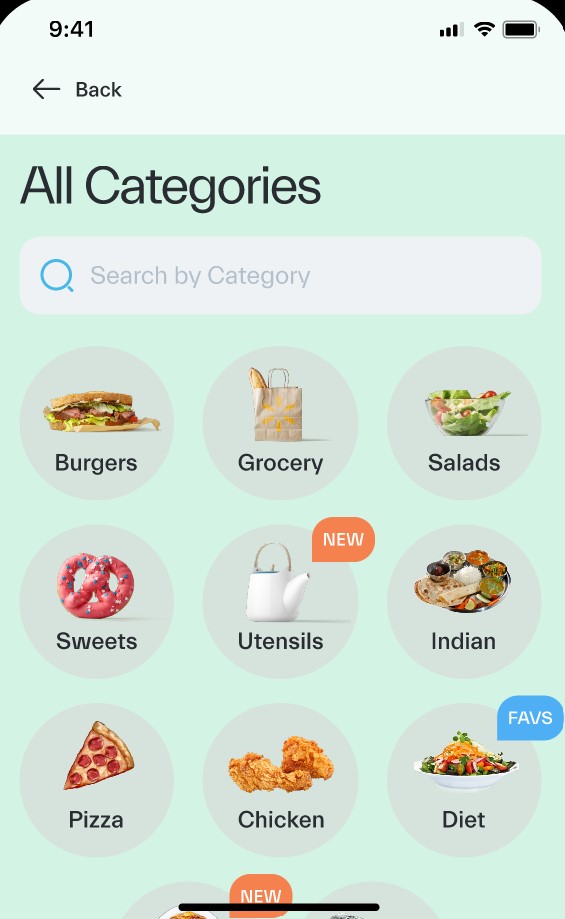 9:41
Back
All Categories
Search by Category
Burgers
Grocery
Salads
NEW
Sweets
Utensils
Indian
FAVS
Pizza
Chicken
Diet
NEW